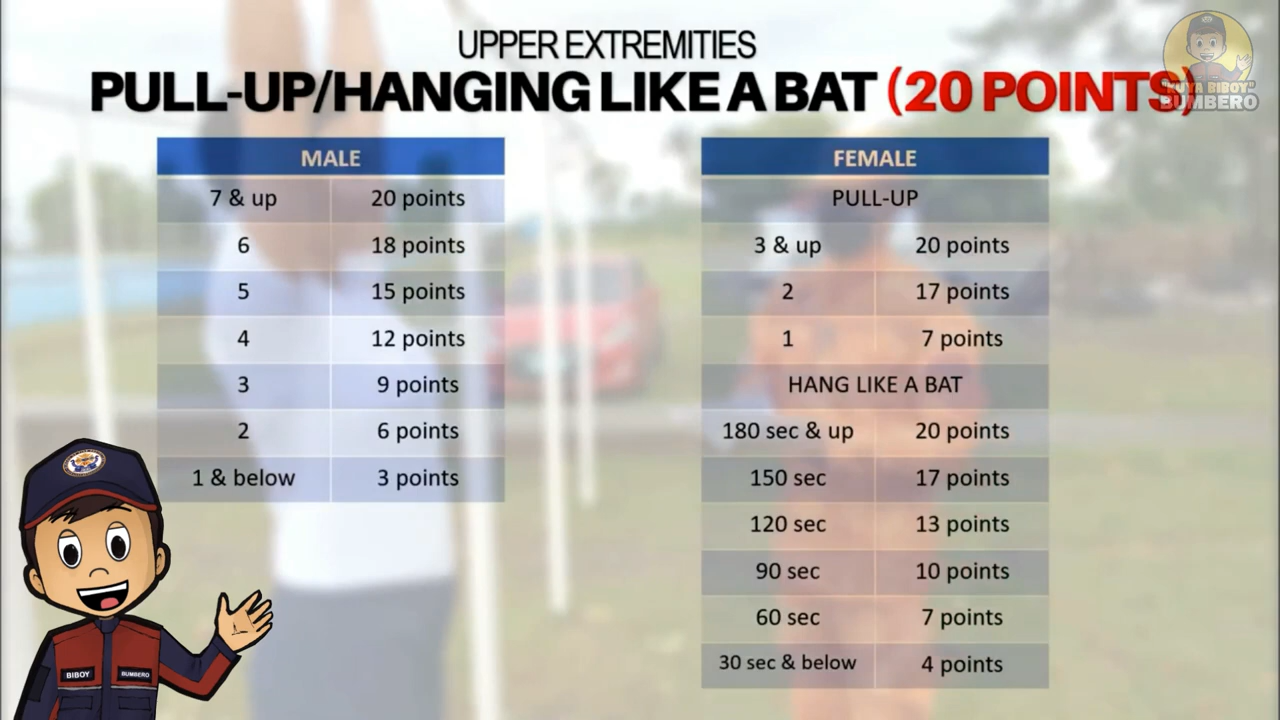 UPPER EXTREMITIES
PULL-UP/HANGING LIKE A BAT (20 POINTS)
"KUYA BIBOY"
BUMBERO
MALE
7 & up 20 points
6 18 points
5 15 points
4 12 points
3 9 points
2 6 points
1 & below 3 points
FEMALE
PULL-UP
3 & up 20 points
2 17 points
1 7 points
HANG LIKE A BAT
180 sec & up 20 points
150 sec 17 points
120 sec 13 points
90 sec 10 points
60 sec 7 points
30 sec & below 4 points
BIBOY BUMBERO